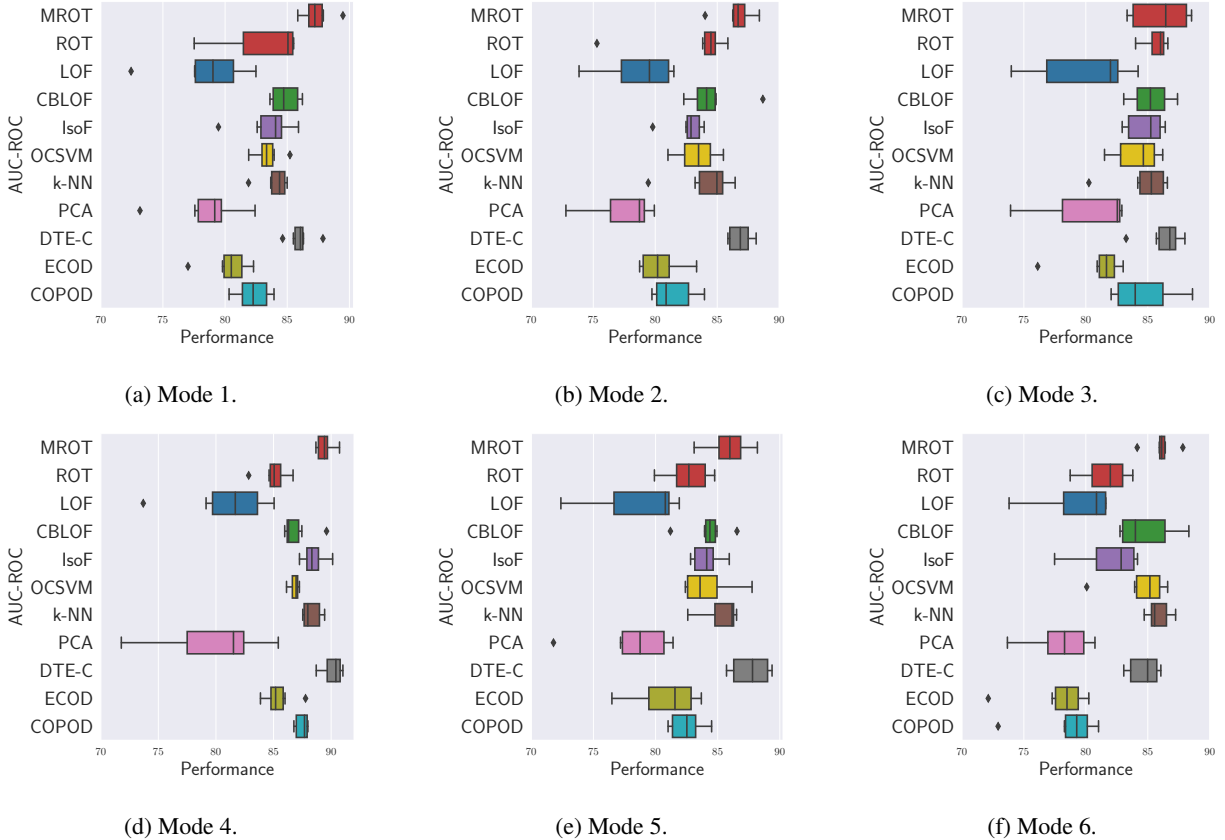 AUC-ROC
MROT
ROT
LOF
CBLOF
IsoF
OCSVM
k-NN
PCA
DTE-C
ECOD
COPOD
70 75 80 85 90
Performance
(a) Mode 1.
AUC-ROC
MROT
ROT
LOF
CBLOF
IsoF
OCSVM
k-NN
PCA
DTE-C
ECOD
COPOD
70 75 80 85 90
Performance
(b) Mode 2.
AUC-ROC
MROT
ROT
LOF
CBLOF
IsoF
OCSVM
k-NN
PCA
DTE-C
ECOD
COPOD
70 75 80 85 90
Performance
(c) Mode 3.
AUC-ROC
MROT
ROT
LOF
CBLOF
IsoF
OCSVM
k-NN
PCA
DTE-C
ECOD
COPOD
70 75 80 85 90
Performance
(d) Mode 4.
AUC-ROC
MROT
ROT
LOF
CBLOF
IsoF
OCSVM
k-NN
PCA
DTE-C
ECOD
COPOD
70 75 80 85 90
Performance
(e) Mode 5.
AUC-ROC
MROT
ROT
LOF
CBLOF
IsoF
OCSVM
k-NN
PCA
DTE-C
ECOD
COPOD
70 75 80 85 90
Performance
(f) Mode 6.